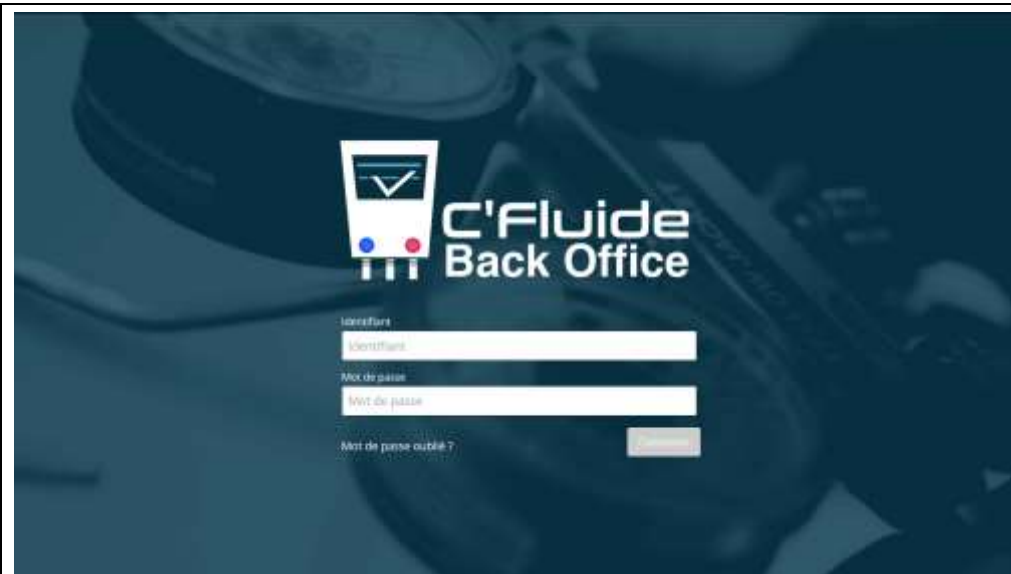 C'Fluide
Back Office
Identifiant
Identifiant
Mot de passe
Mot de passe
Mot de passe oublié ?